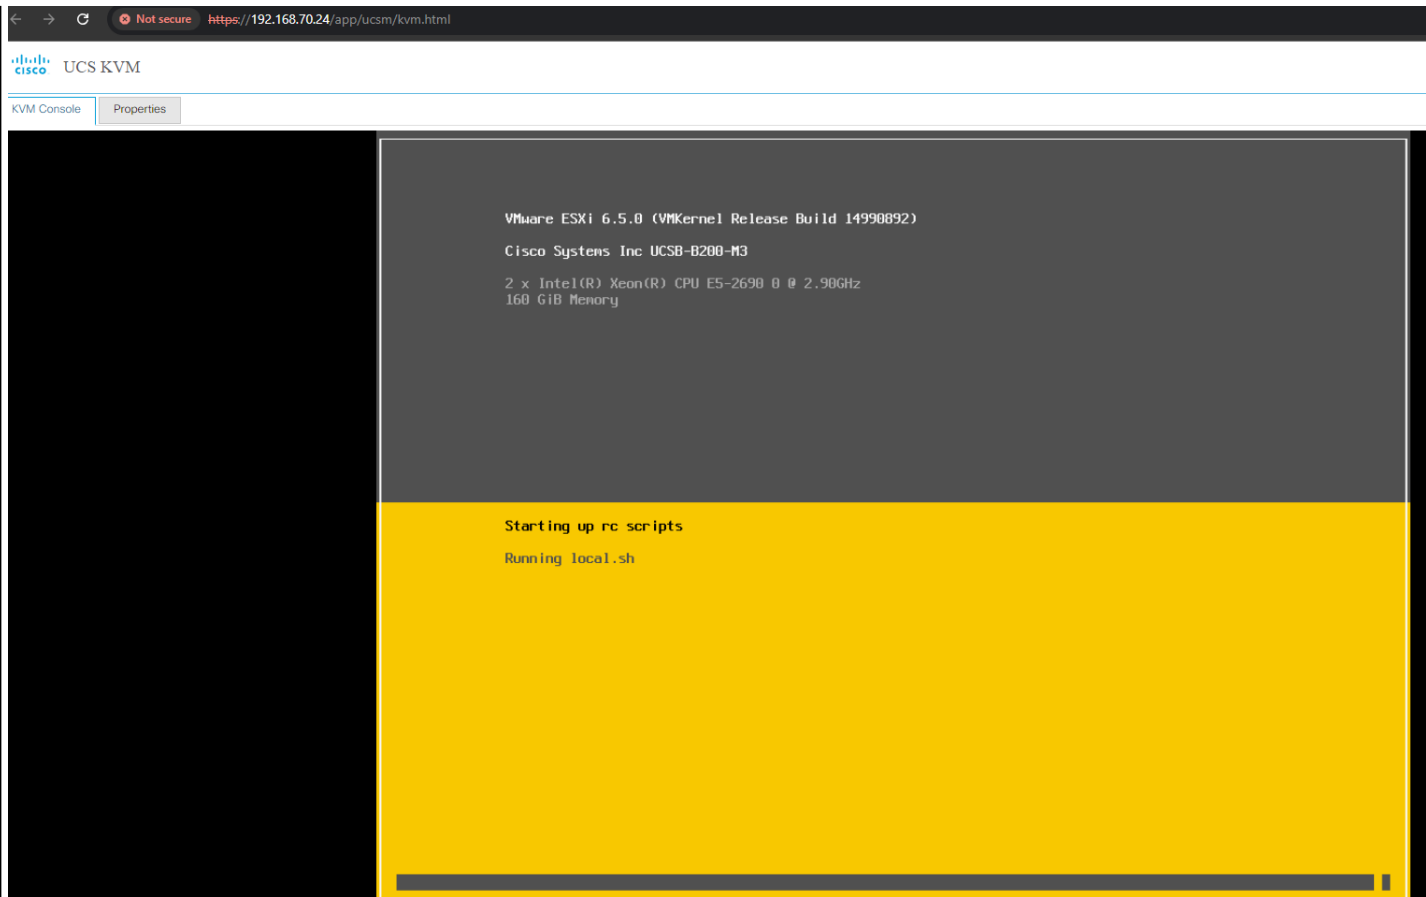 Not secure https://192.168.70.24/app/ucsm/kvm.html
CISCO UCS KVM
KVM Console Properties
VMware ESXi 6.5.0 (VMKernel Release Build 14990892)
Cisco Systems Inc UCSB-B200-M3
2 x Intel(R) Xeon(R) CPU E5-2690 0 @ 2.90GHz
160 GiB Memory
Starting up rc scripts
Running local.sh